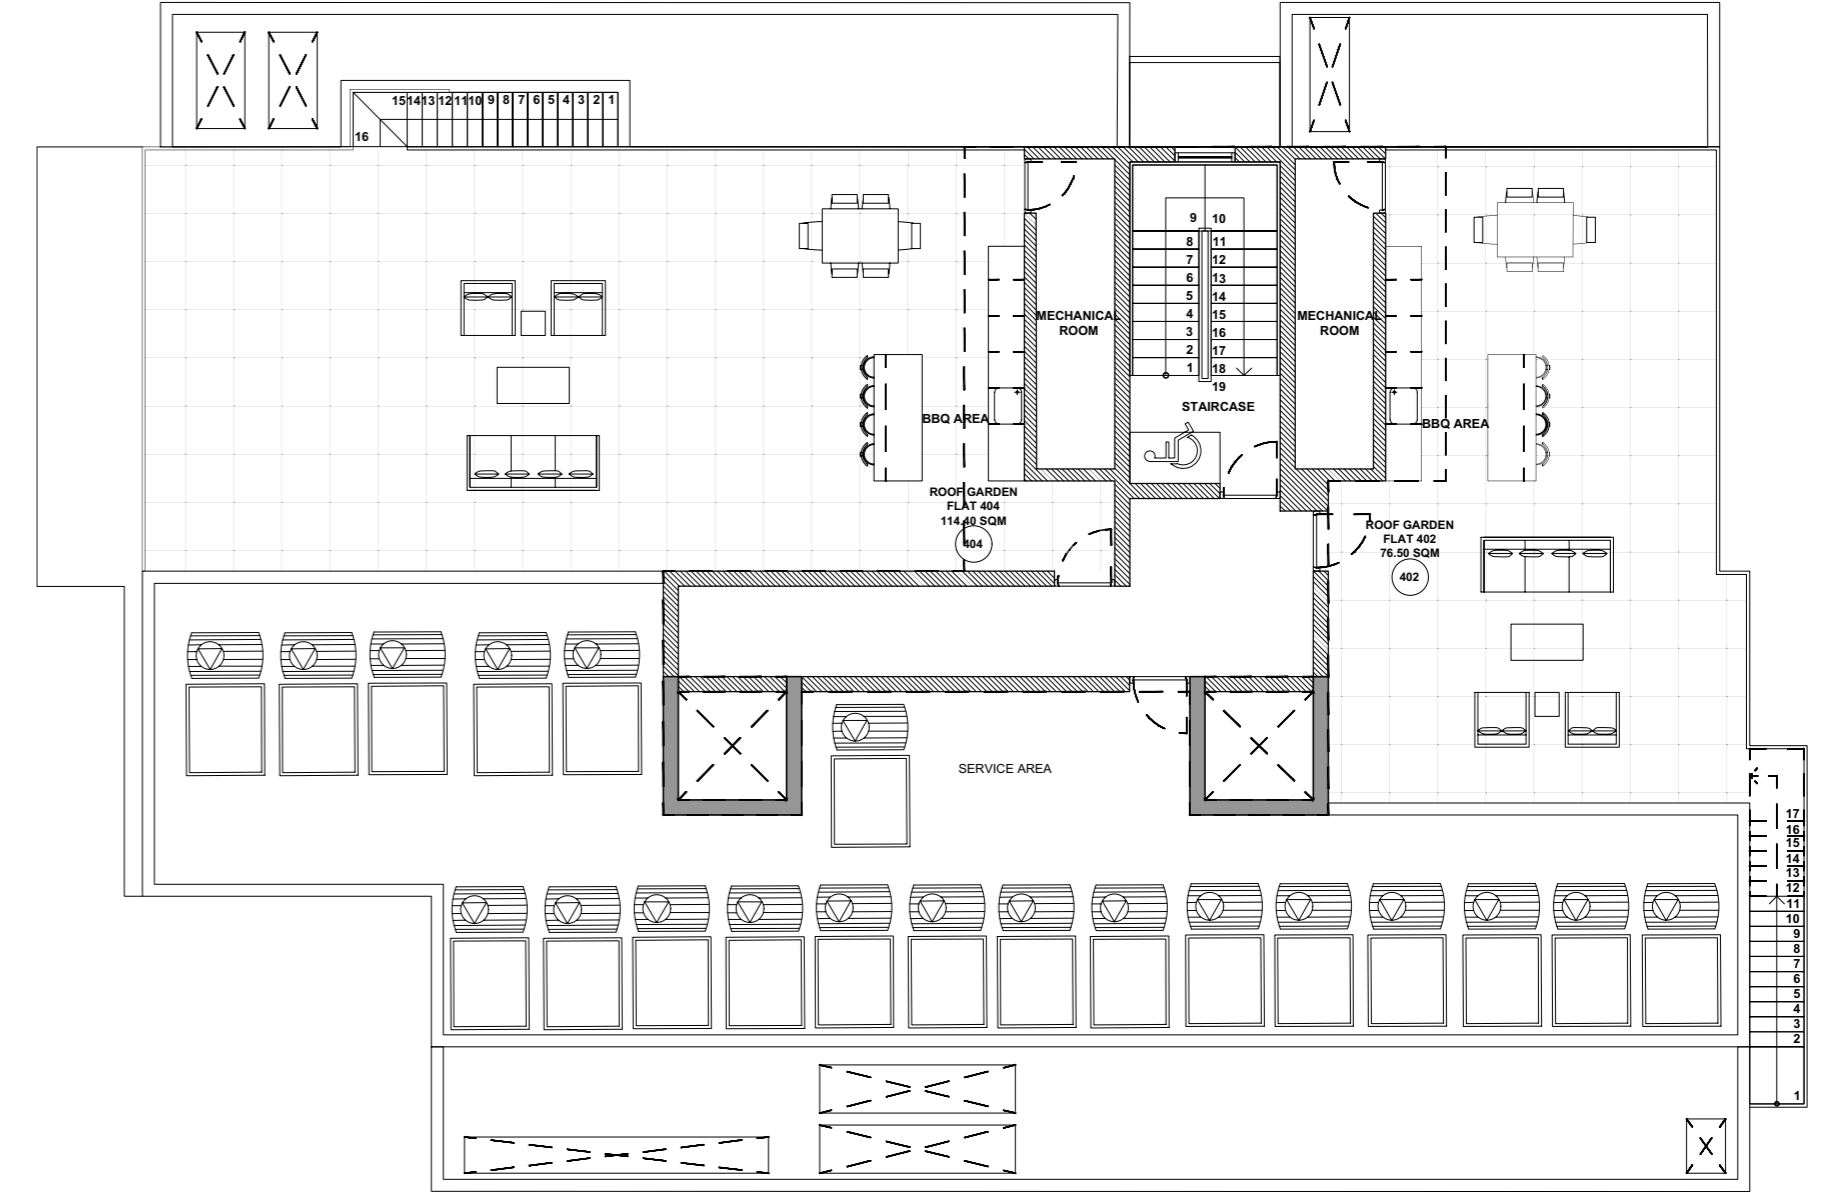 15 14 13 12 11 10 9 8 7 6 5 4 3 2 1
16
9 10
8 11
7 12
6 13
5 14
4 15
3 16
2 17
1 18
19
MECHANICAL
ROOM
MECHANICAL
ROOM
STAIRCASE
BBQ AREA
BBQ AREA
ROOF GARDEN
FLAT 404
114.40 SQM
404
ROOF GARDEN
FLAT 402
76.50 SQM
402
SERVICE AREA
17
16
15
14
13
12
11
10
9
8
7
6
5
4
3
2
1